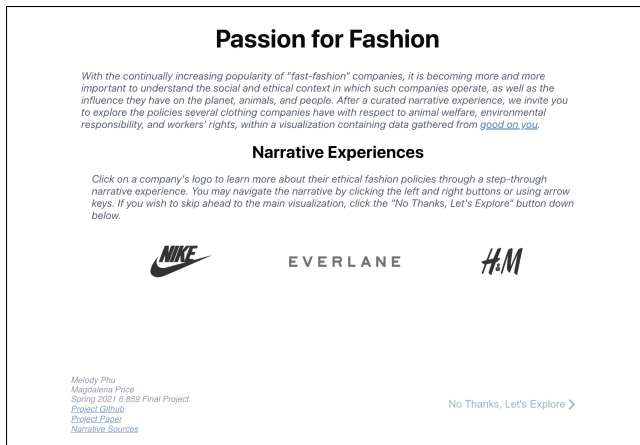 Passion for Fashion
With the continually increasing popularity of "fast-fashion" companies, it is becoming more and more
important to understand the social and ethical context in which such companies operate, as well as the
influence they have on the planet, animals, and people. After a curated narrative experience, we invite you
to explore the policies several clothing companies have with respect to animal welfare, environmental
responsibility, and workers' rights, within a visualization containing data gathered from good on you.
Narrative Experiences
Click on a company's logo to learn more about their ethical fashion policies through a step-through
narrative experience. You may navigate the narrative by clicking the left and right buttons or using arrow
keys. If you wish to skip ahead to the main visualization, click the "No Thanks, Let's Explore" button down
below.
NIKE EVERLANE H&M
Melody Phu
Magdalena Price
Spring 2021 6.859 Final Project
Project Github
Project Paper
Narrative Sources
No Thanks, Let's Explore